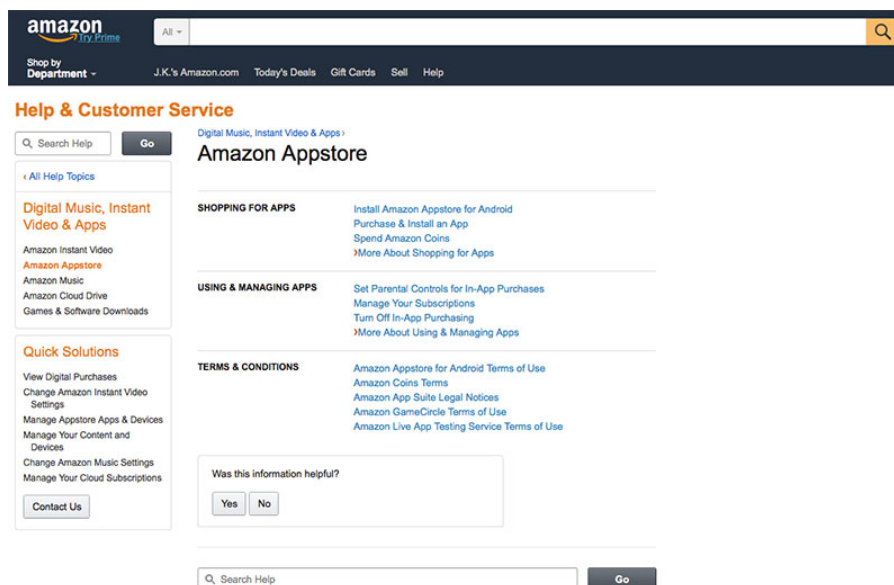 amazon
Try Prime
All
Shop by
Department
J.K.'s Amazon.com Today's Deals Gift Cards Sell Help
Help & Customer Service
Search Help Go
‹ All Help Topics
Digital Music, Instant
Video & Apps
Amazon Instant Video
Amazon Appstore
Amazon Music
Amazon Cloud Drive
Games & Software Downloads
Quick Solutions
View Digital Purchases
Change Amazon Instant Video
Settings
Manage Appstore Apps & Devices
Manage Your Content and
Devices
Change Amazon Music Settings
Manage Your Cloud Subscriptions
Contact Us
Digital Music, Instant Video & Apps ›
Amazon Appstore
SHOPPING FOR APPS
Install Amazon Appstore for Android
Purchase & Install an App
Spend Amazon Coins
›More About Shopping for Apps
USING & MANAGING APPS
Set Parental Controls for In-App Purchases
Manage Your Subscriptions
Turn Off In-App Purchasing
›More About Using & Managing Apps
TERMS & CONDITIONS
Amazon Appstore for Android Terms of Use
Amazon Coins Terms
Amazon App Suite Legal Notices
Amazon GameCircle Terms of Use
Amazon Live App Testing Service Terms of Use
Was this information helpful?
Yes No
Search Help Go